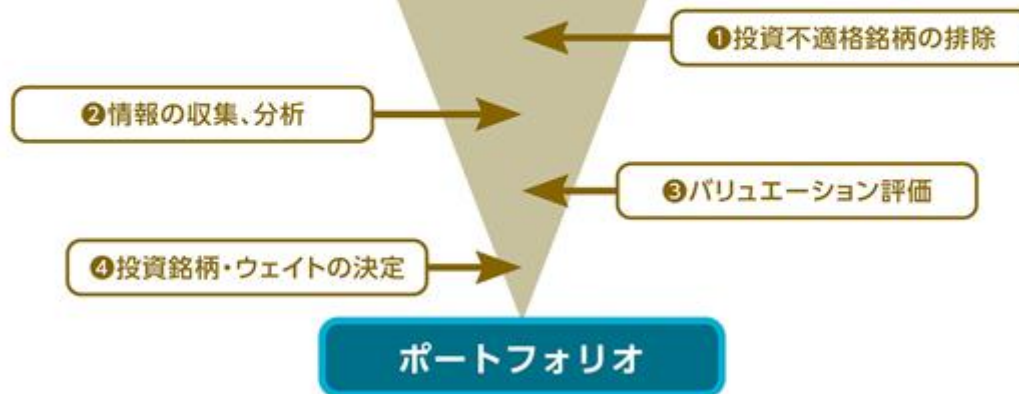 ❶投資不適格銘柄の排除
❷情報の収集、分析
❸バリュエーション評価
❹投資銘柄・ウェイトの決定
ポートフォリオ